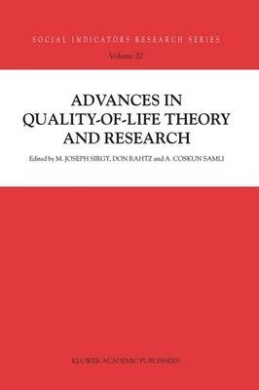 SOCIAL INDICATORS RESEARCH SERIES
Volume 20
ADVANCES IN
QUALITY-OF-LIFE THEORY
AND RESEARCH
Edited by M. JOSEPH SIRGY, DON RAHTZ and A. COSKUN SAMLI
KLUWER ACADEMIC PUBLISHERS